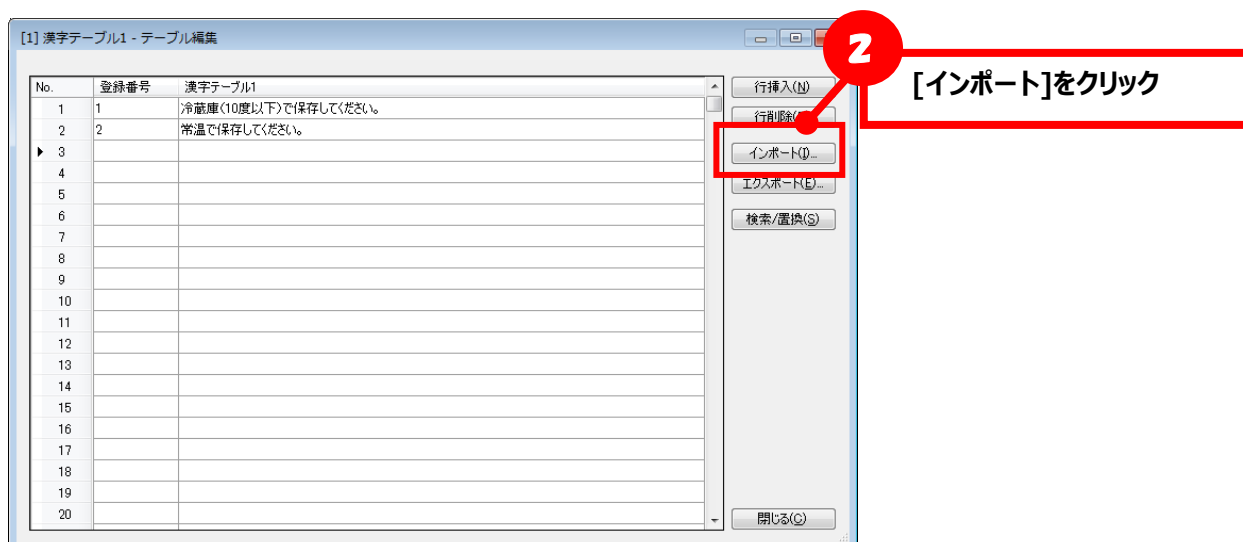 [1] 漢字テーブル1 - テーブル編集
2
[インポート]をクリック
No. 登録番号 漢字テーブル1
行挿入(N)
1 1 冷蔵庫(10度以下)で保存してください。
行削除(
2 2 常温で保存してください。
3
インポート(I)...
4
エクスポート(E)...
5
6
検索/置換(S)
7
8
9
10
11
12
13
14
15
16
17
18
19
20
閉じる(C)